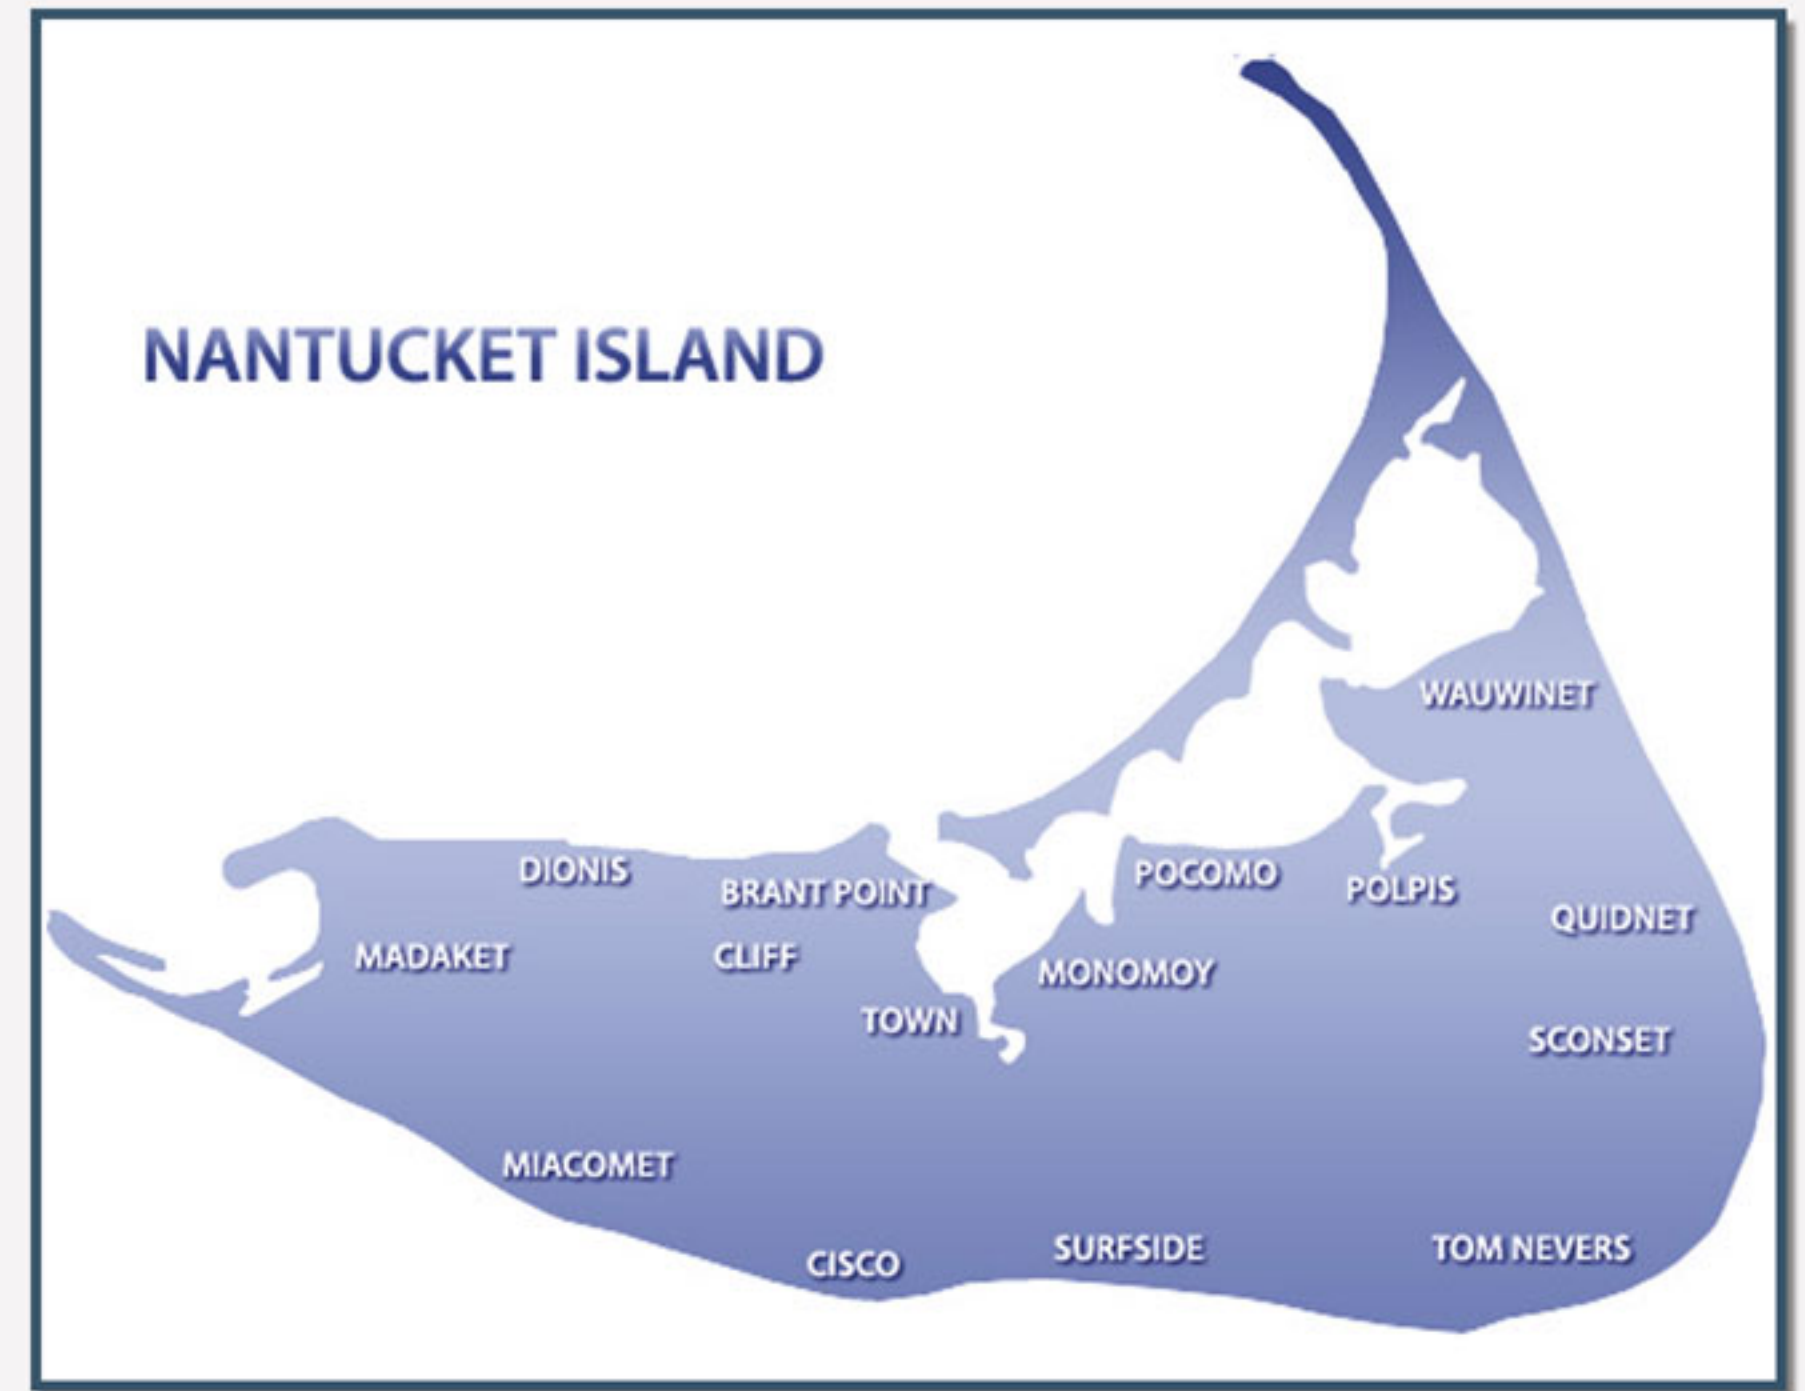 NANTUCKET ISLAND
WAUWINET
DIONIS
BRANT POINT
POCOMO
POLPIS
QUIDNET
MADAKET
CLIFF
MONOMOY
TOWN
SCONSET
MIACOMET
CISCO
SURFSIDE
TOM NEVERS